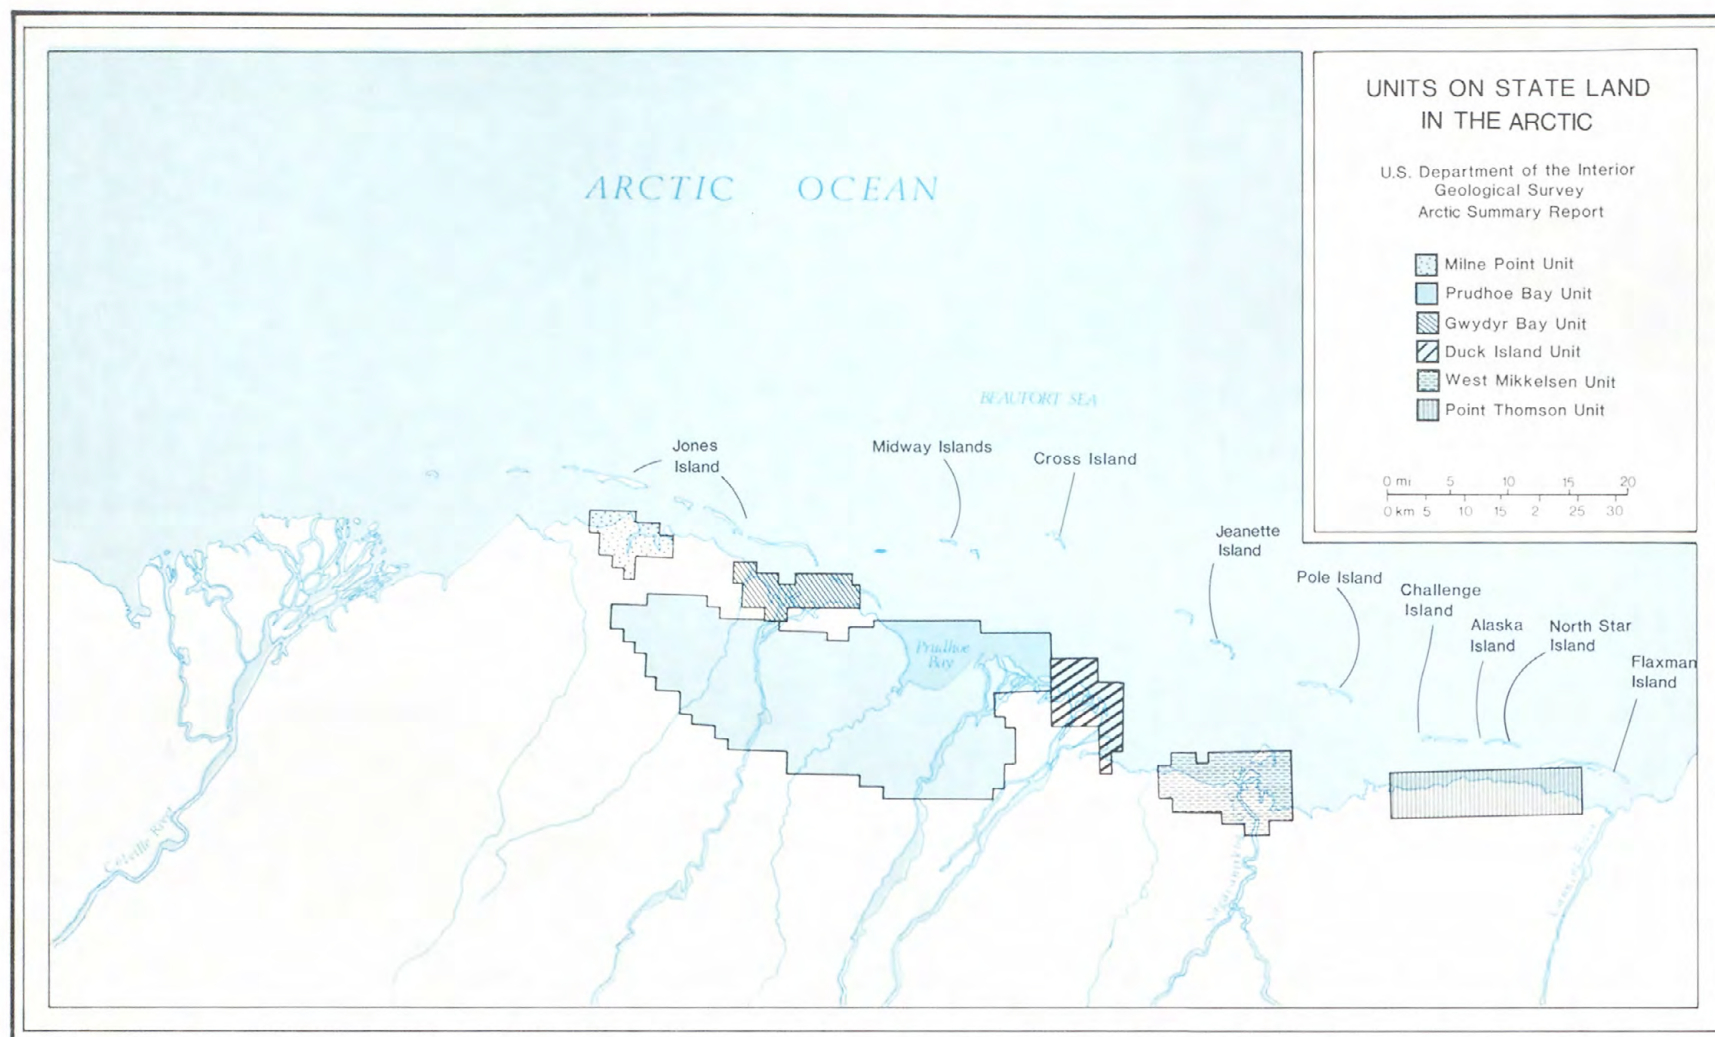 UNITS ON STATE LAND
IN THE ARCTIC
U.S. Department of the Interior
Geological Survey
Arctic Summary Report
Milne Point Unit
Prudhoe Bay Unit
Gwydyr Bay Unit
Duck Island Unit
West Mikkelsen Unit
Point Thomson Unit
0 mi 5 10 15 20
0 km 5 10 15 2 25 30
ARCTIC OCEAN
BEAUFORT SEA
Jones
Island
Midway Islands
Cross Island
Jeanette
Island
Pole Island
Challenge
Island
Alaska
Island
North Star
Island
Flaxman
Island
Prudhoe
Bay
Colville River